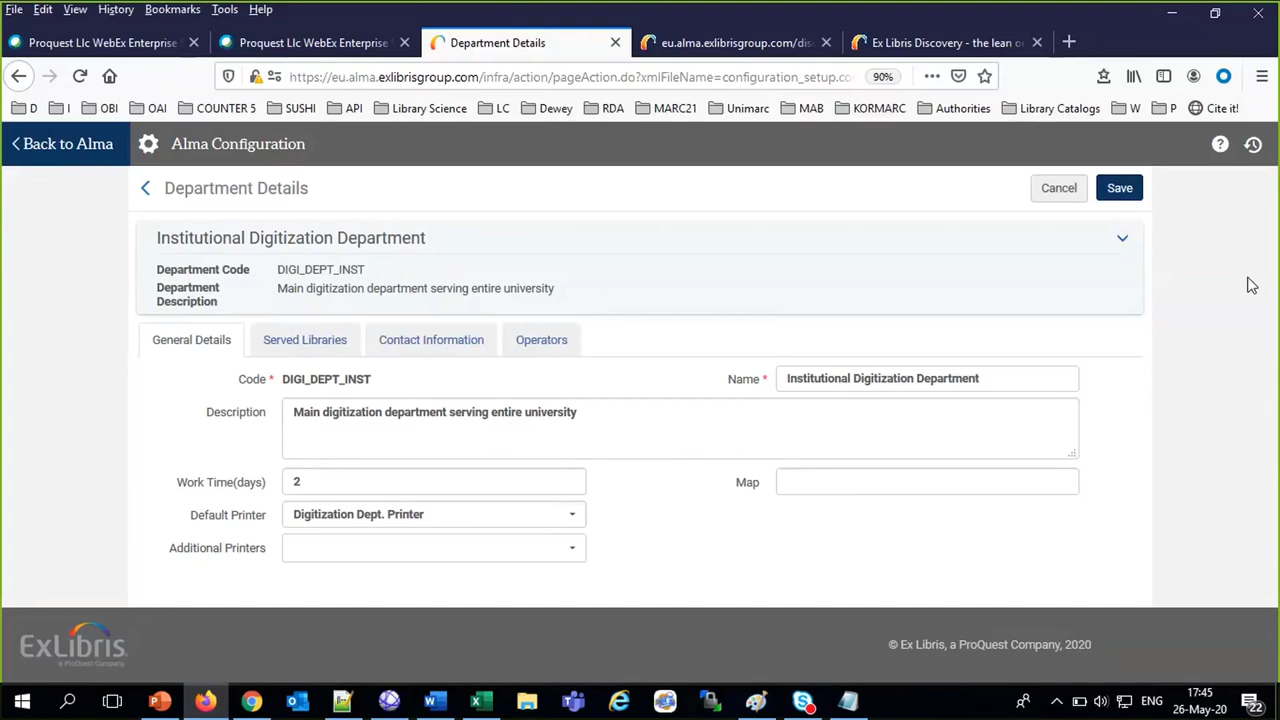 File Edit View History Bookmarks Tools Help
Proquest Llc WebEx Enterprise
Proquest Llc WebEx Enterprise
Department Details
eu.alma.exlibrisgroup.com/disc
Ex Libris Discovery - the lean o
https://eu.alma.exlibrisgroup.com/infra/action/pageAction.do?xmlFileName=configuration_setup.co
90%
D I OBI OAI COUNTER 5 SUSHI API Library Science LC Dewey RDA MARC21 Unimarc MAB KORMARC Authorities Library Catalogs W P Cite it!
Back to Alma
Alma Configuration
Department Details
Cancel
Save
Institutional Digitization Department
Department Code DIGI_DEPT_INST
Department Description Main digitization department serving entire university
General Details Served Libraries Contact Information Operators
Code * DIGI_DEPT_INST
Name * Institutional Digitization Department
Description Main digitization department serving entire university
Work Time(days) 2
Map
Default Printer Digitization Dept. Printer
Additional Printers
ExLibris
a ProQuest Company
© Ex Libris, a ProQuest Company, 2020
ENG
17:45
26-May-20
22